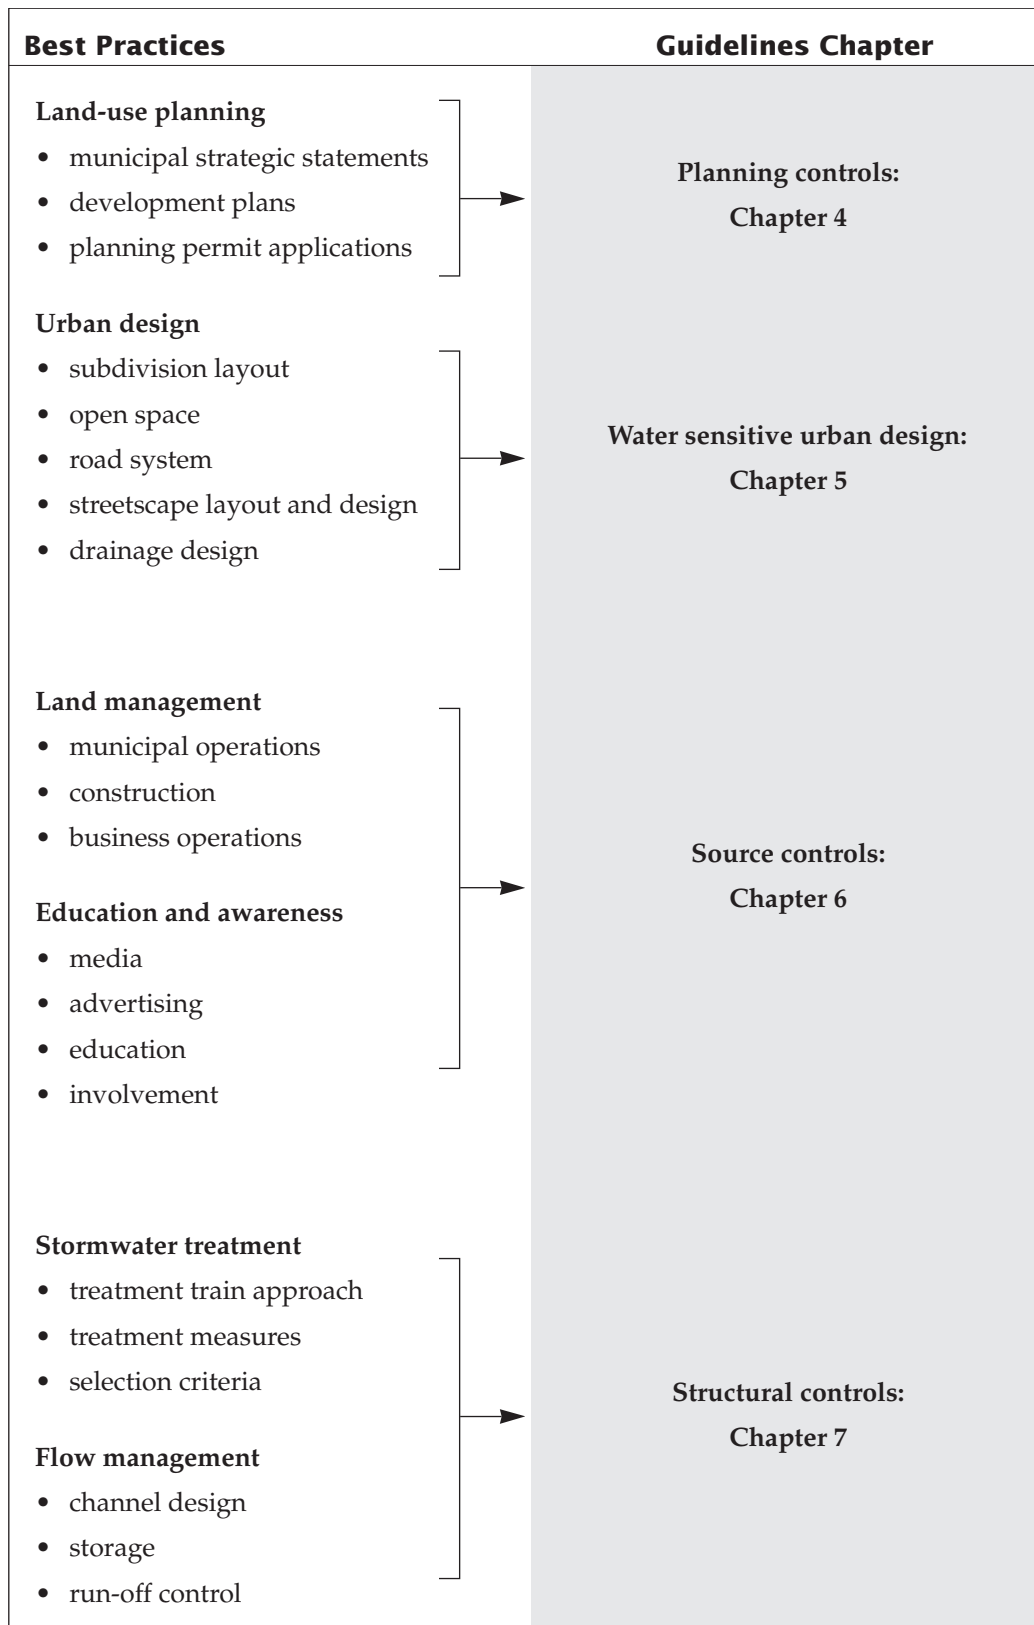 Best Practices
Guidelines Chapter
Land-use planning
• municipal strategic statements
• development plans
• planning permit applications
Planning controls:
Chapter 4
Urban design
• subdivision layout
• open space
• road system
• streetscape layout and design
• drainage design
Water sensitive urban design:
Chapter 5
Land management
• municipal operations
• construction
• business operations
Education and awareness
• media
• advertising
• education
• involvement
Source controls:
Chapter 6
Stormwater treatment
• treatment train approach
• treatment measures
• selection criteria
Flow management
• channel design
• storage
• run-off control
Structural controls:
Chapter 7